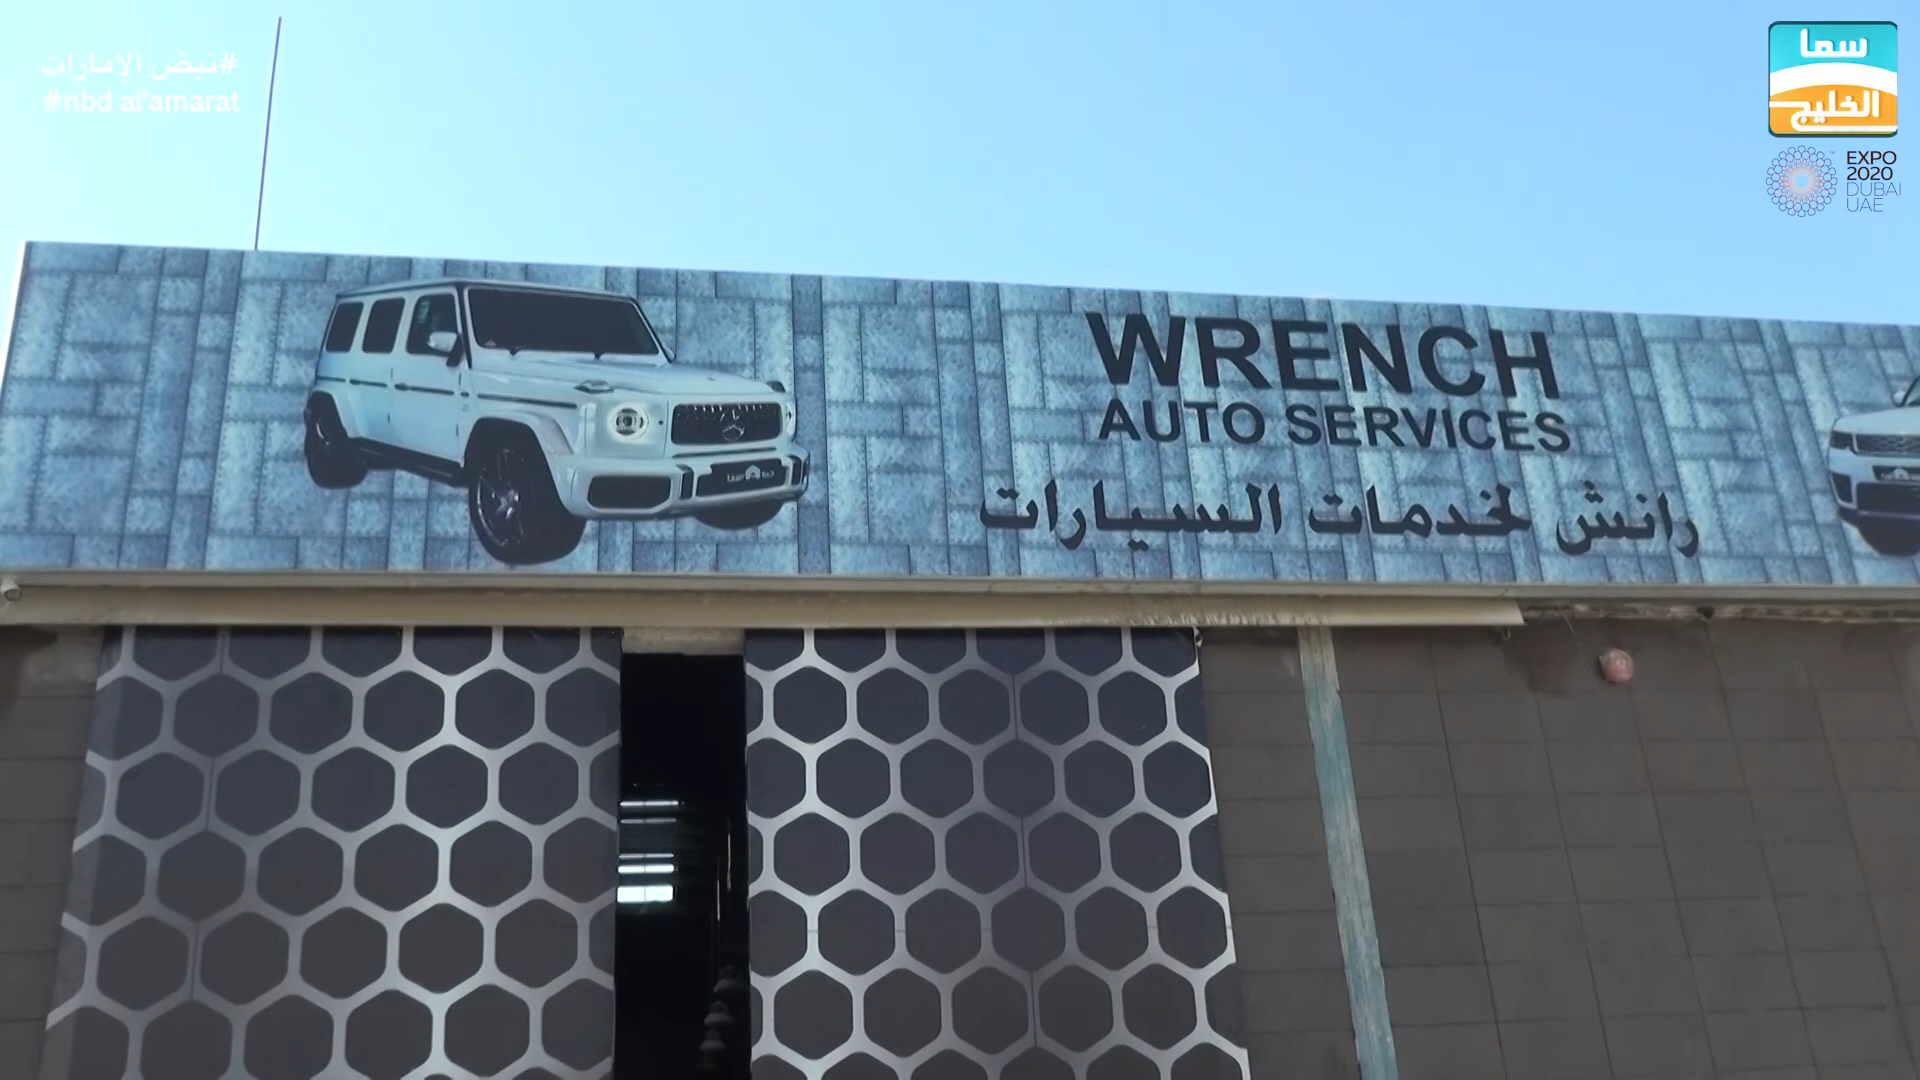 #نبض الإمارات
#nbd al'amarat
سما
الخليج
EXPO
2020
DUBAI
UAE
WRENCH
AUTO SERVICES
رانش لخدمات السيارات